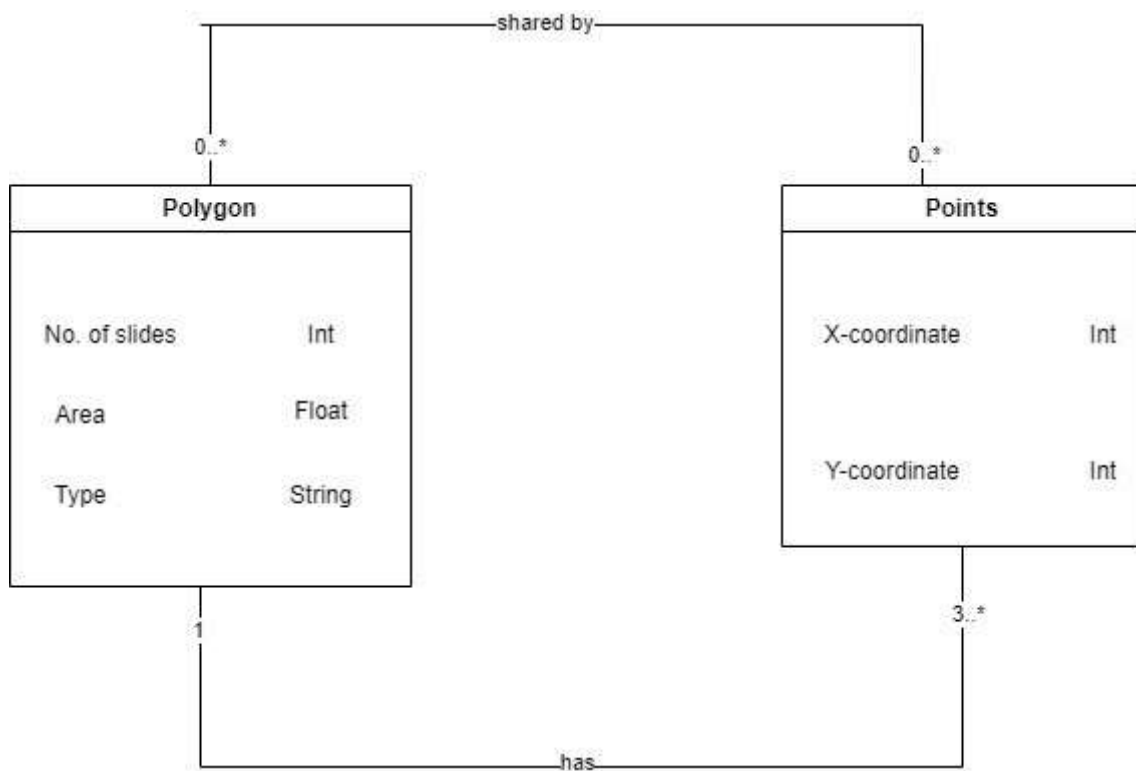 shared by
0..*
0..*
Polygon
Points
No. of slides Int
Area Float
Type String
X-coordinate Int
Y-coordinate Int
1
3..*
has